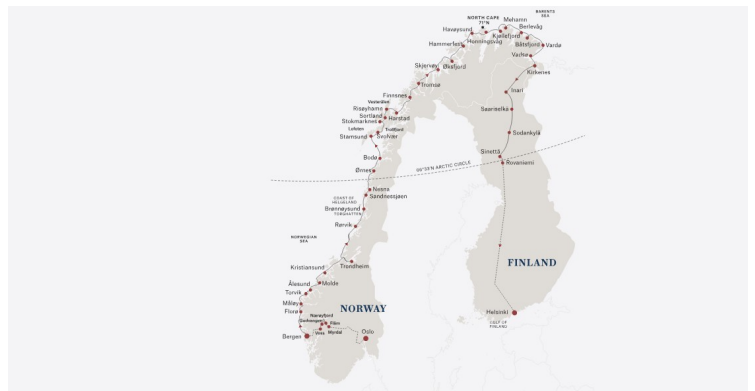 BARENTS
SEA
NORTH CAPE
71°N
Mehamn
Berlevåg
Havøysund
Kjøllefjord
Båtsfjord
Honningsvåg
Hammerfest
Vardø
Vadsø
Skjervøy
Øksfjord
Kirkenes
Tromsø
Inari
Finnsnes
Vesterålen
Risøyhamn
Harstad
Sortland
Saariselkä
Stokmarknes
Lofoten
Trollfjord
Stamsund
Svolvær
Sodankylä
Sinettä
Bodø
Rovaniemi
66°33'N ARCTIC CIRCLE
Ørnes
Nesna
Sandnessjøen
COAST OF
HELGELAND
Brønnøysund
TORGHATTEN
Rørvik
NORWEGIAN
SEA
Trondheim
FINLAND
Kristiansund
Molde
Ålesund
Torvik
Måløy
NORWAY
Florø
Helsinki
GULF OF
FINLAND
Nærøyfjord
Gudvangen
Flåm
Myrdal
Voss
Oslo
Bergen